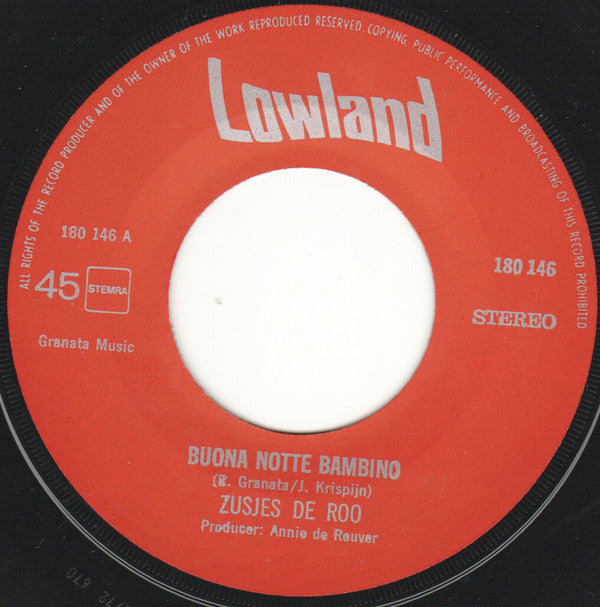 ALL RIGHTS OF THE RECORD PRODUCER AND OF THE OWNER OF THE WORK REPRODUCED RESERVED. COPYING, PUBLIC PERFORMANCE AND BROADCASTING OF THIS RECORD PROHIBITED
Lowland
180 146 A
180 146
45
STEMRA
STEREO
Granata Music
BUONA NOTTE BAMBINO
(R. Granata/J. Krispijn)
ZUSJES DE ROO
Producer: Annie de Reuver
670